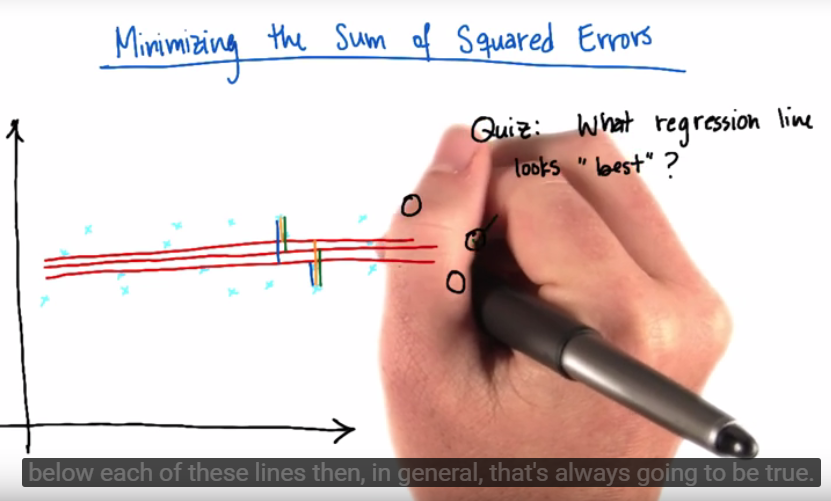 Minimizing the Sum of Squared Errors
Quiz: What regression line
looks "best"?
below each of these lines then, in general, that's always going to be true.